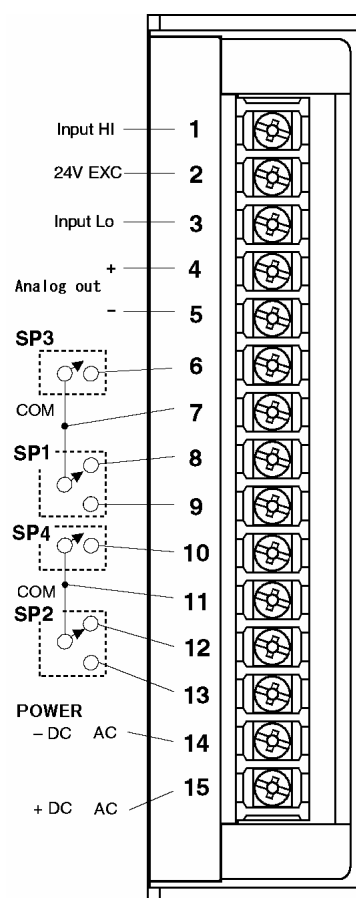 Input HI 1
24V EXC 2
Input Lo 3
+ 4
Analog out
− 5
SP3
6
COM 7
SP1 8
9
SP4
10
COM 11
SP2
12
13
POWER
− DC AC 14
15
+ DC AC